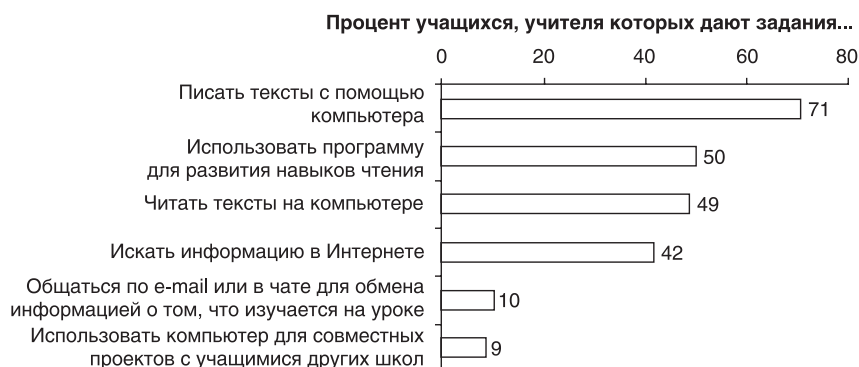 Процент учащихся, учителя которых дают задания...
0 20 40 60 80
Писать тексты с помощью
компьютера
71
Использовать программу
для развития навыков чтения
50
Читать тексты на компьютере
49
Искать информацию в Интернете
42
Общаться по e-mail или в чате для обмена
информацией о том, что изучается на уроке
10
Использовать компьютер для совместных
проектов с учащимися других школ
9